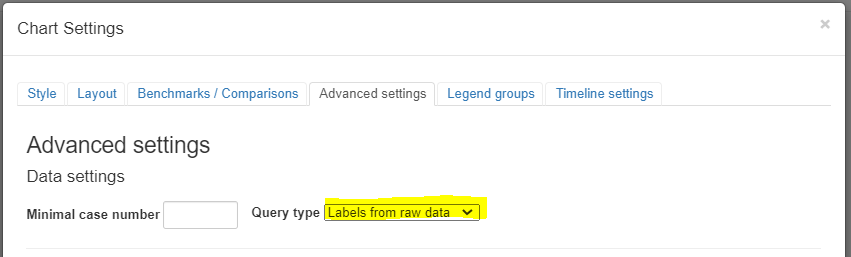 Chart Settings ×
Style Layout Benchmarks / Comparisons Advanced settings Legend groups Timeline settings
Advanced settings
Data settings
Minimal case number Query type Labels from raw data